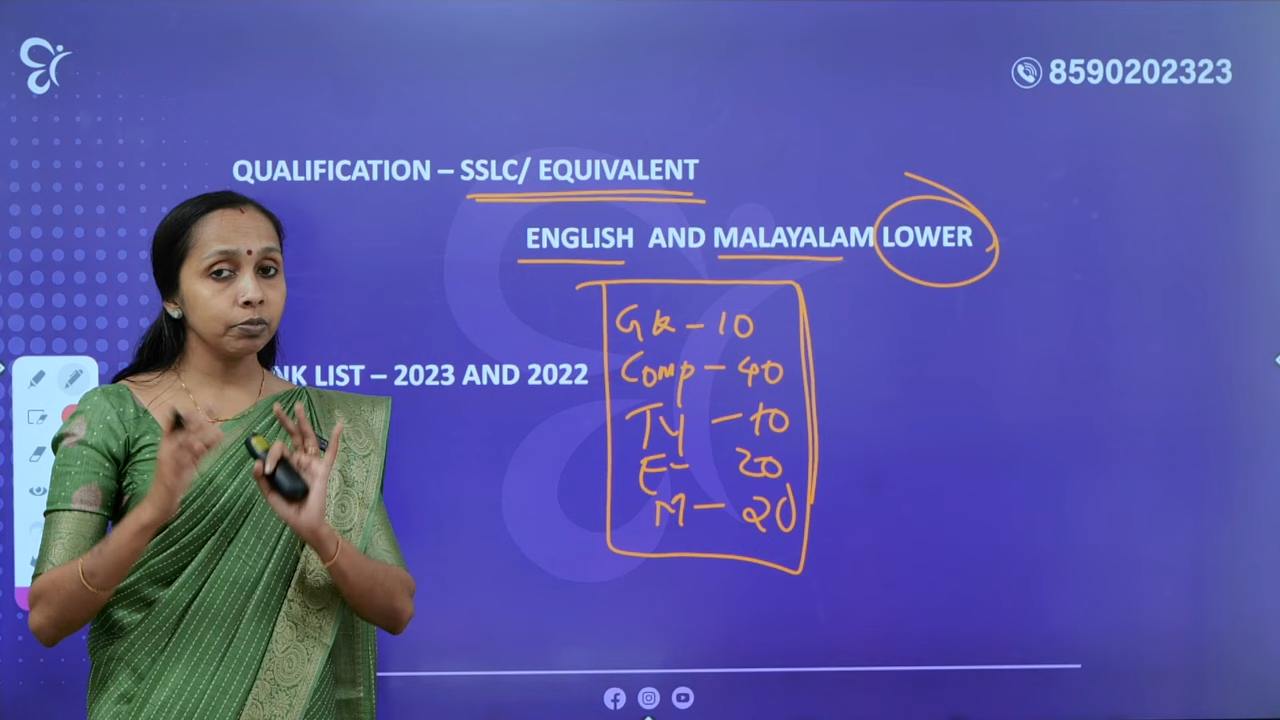 8590202323
QUALIFICATION – SSLC/ EQUIVALENT
ENGLISH AND MALAYALAM LOWER
NK LIST – 2023 AND 2022
GK – 10
Comp – 40
Ty – 10
E – 20
M – 20